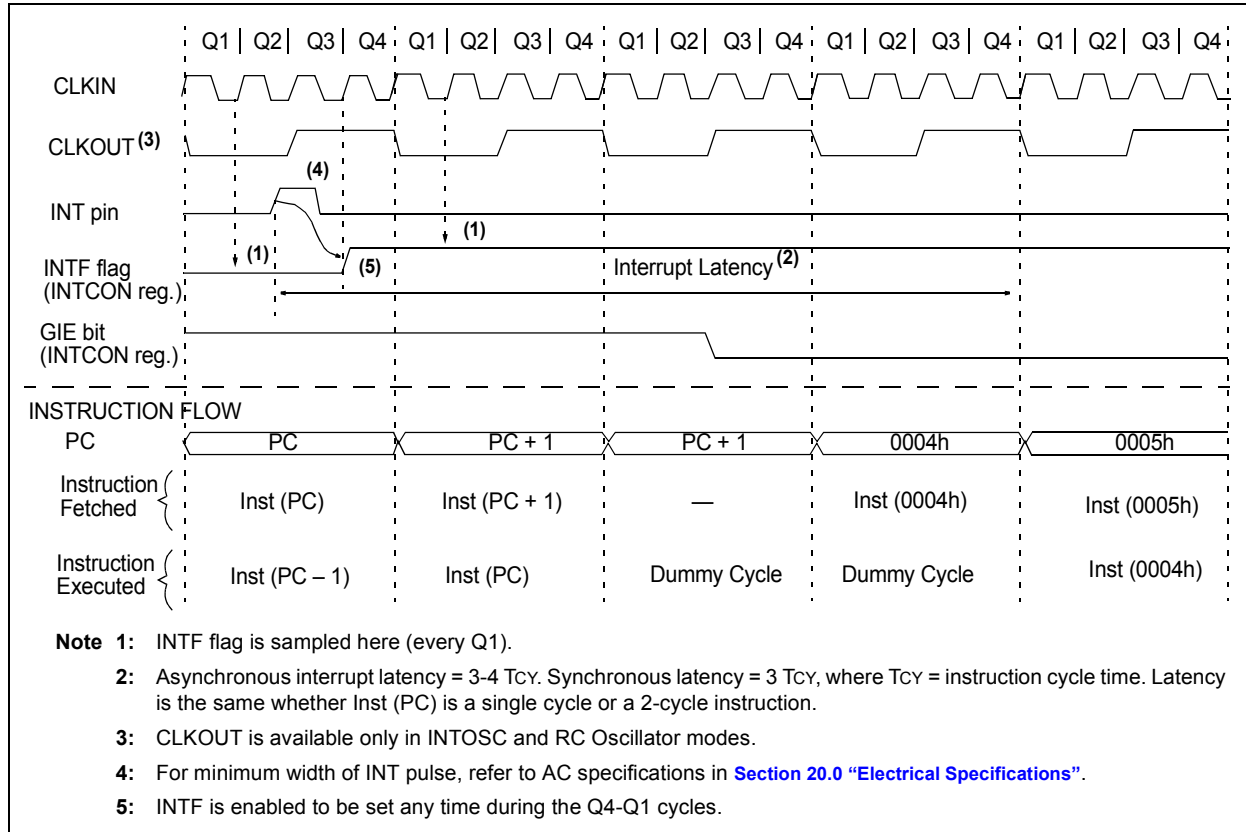 Q1 | Q2 | Q3 | Q4 Q1 | Q2 | Q3 | Q4 Q1 | Q2 | Q3 | Q4 Q1 | Q2 | Q3 | Q4 Q1 | Q2 | Q3 | Q4
CLKIN
CLKOUT (3)
(4)
INT pin
(1) (1)
INTF flag
(INTCON reg.)
(5)
Interrupt Latency (2)
GIE bit
(INTCON reg.)
INSTRUCTION FLOW
PC PC PC + 1 PC + 1 0004h 0005h
Instruction
Fetched
Inst (PC) Inst (PC + 1) — Inst (0004h) Inst (0005h)
Instruction
Executed
Inst (PC – 1) Inst (PC) Dummy Cycle Dummy Cycle Inst (0004h)
Note 1: INTF flag is sampled here (every Q1).
2: Asynchronous interrupt latency = 3-4 TCY. Synchronous latency = 3 TCY, where TCY = instruction cycle time. Latency
is the same whether Inst (PC) is a single cycle or a 2-cycle instruction.
3: CLKOUT is available only in INTOSC and RC Oscillator modes.
4: For minimum width of INT pulse, refer to AC specifications in Section 20.0 “Electrical Specifications”.
5: INTF is enabled to be set any time during the Q4-Q1 cycles.